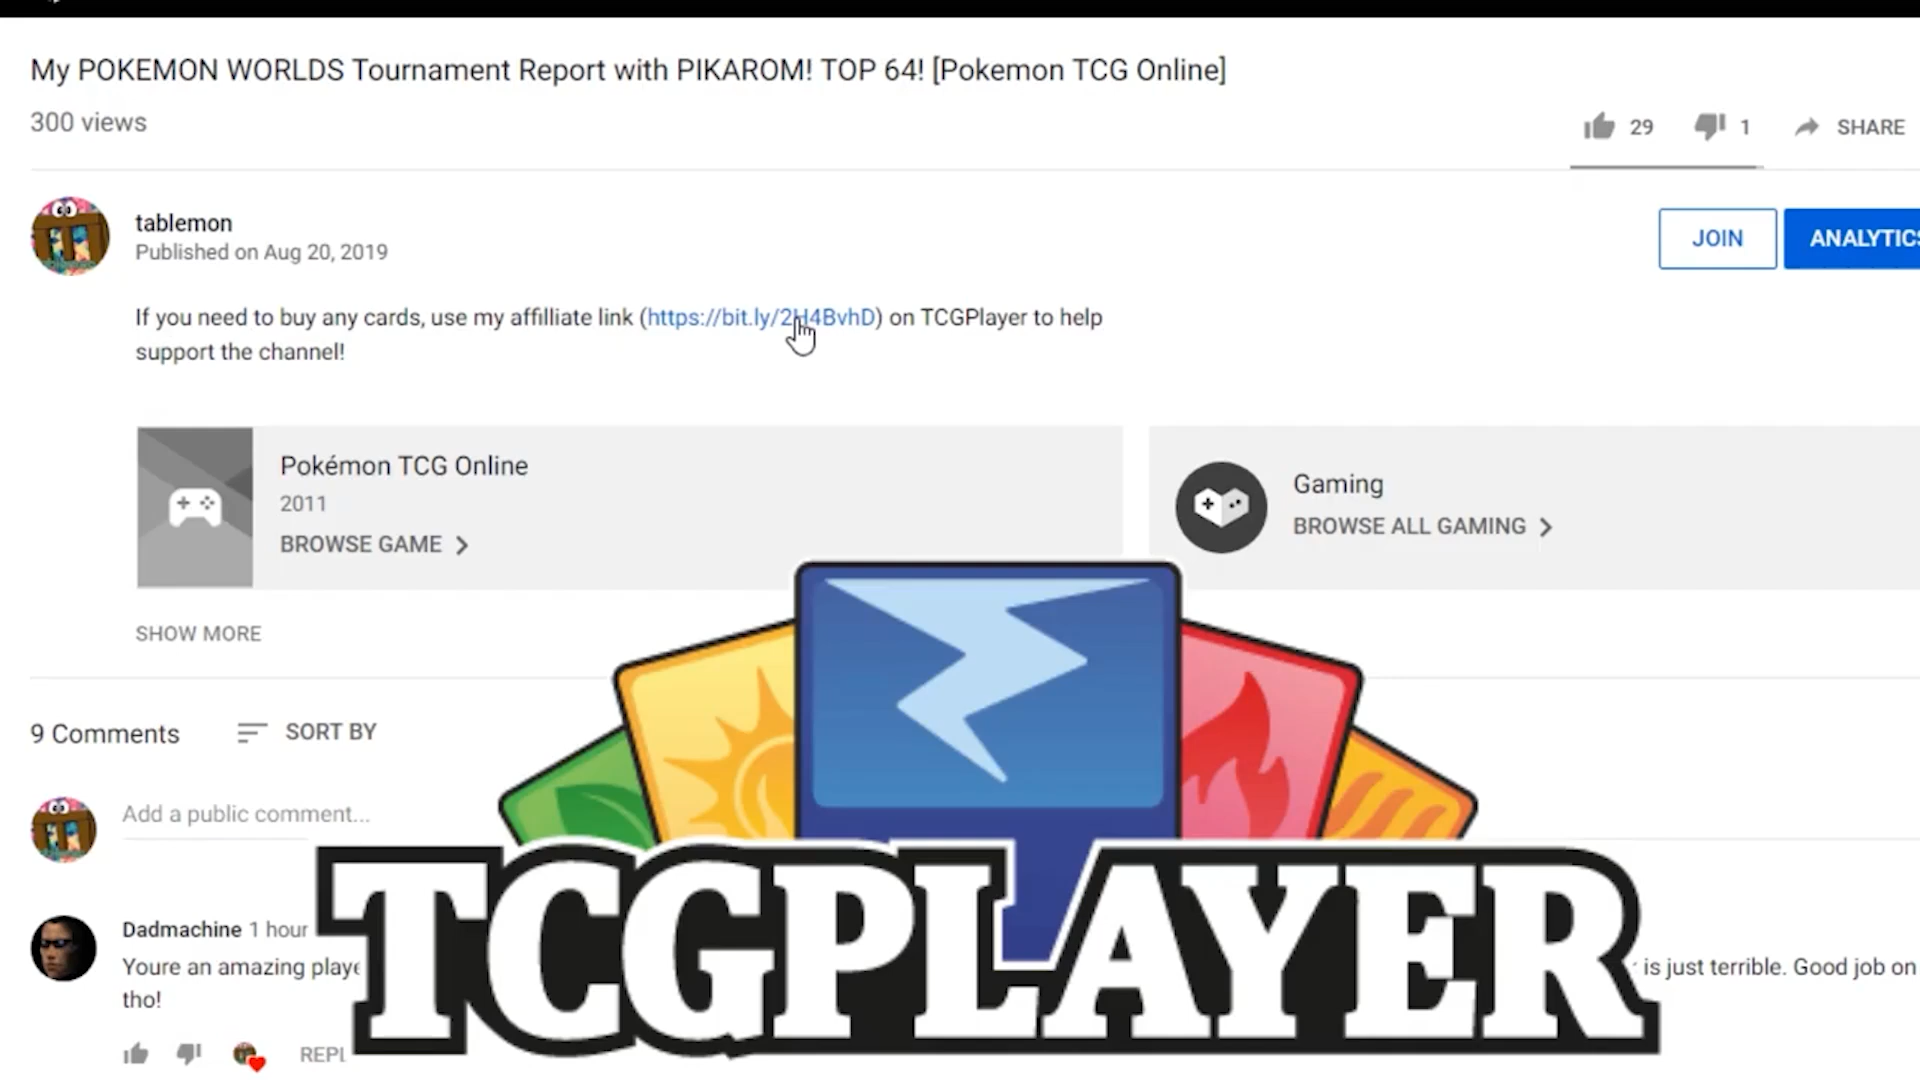 My POKEMON WORLDS Tournament Report with PIKAROM! TOP 64! [Pokemon TCG Online]
300 views
29
1
SHARE
tablemon
Published on Aug 20, 2019
JOIN
ANALYTICS
If you need to buy any cards, use my affilliate link (https://bit.ly/2H4BvhD) on TCGPlayer to help
support the channel!
Pokémon TCG Online
2011
BROWSE GAME
Gaming
BROWSE ALL GAMING
SHOW MORE
9 Comments
SORT BY
Add a public comment...
TCGPLAYER
Dadmachine 1 hour
Youre an amazing playe
is just terrible. Good job on
tho!
REPL